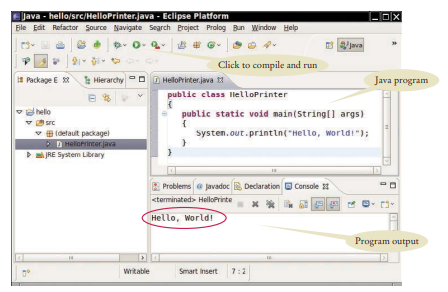 Java - hello/src/HelloPrinter.java - Eclipse Platform
File Edit Refactor Source Navigate Search Project Prolog Run Window Help
Java
»
Click to compile and run
Package E
Hierarchy
HelloPrinter.java
Java program
hello
src
(default package)
HelloPrinter.java
JRE System Library
public class HelloPrinter
{
public static void main(String[] args)
{
System.out.println("Hello, World!");
}
}
Problems @ Javadoc Declaration Console
<terminated> HelloPrinte
Hello, World!
Program output
Writable Smart Insert 7 : 2